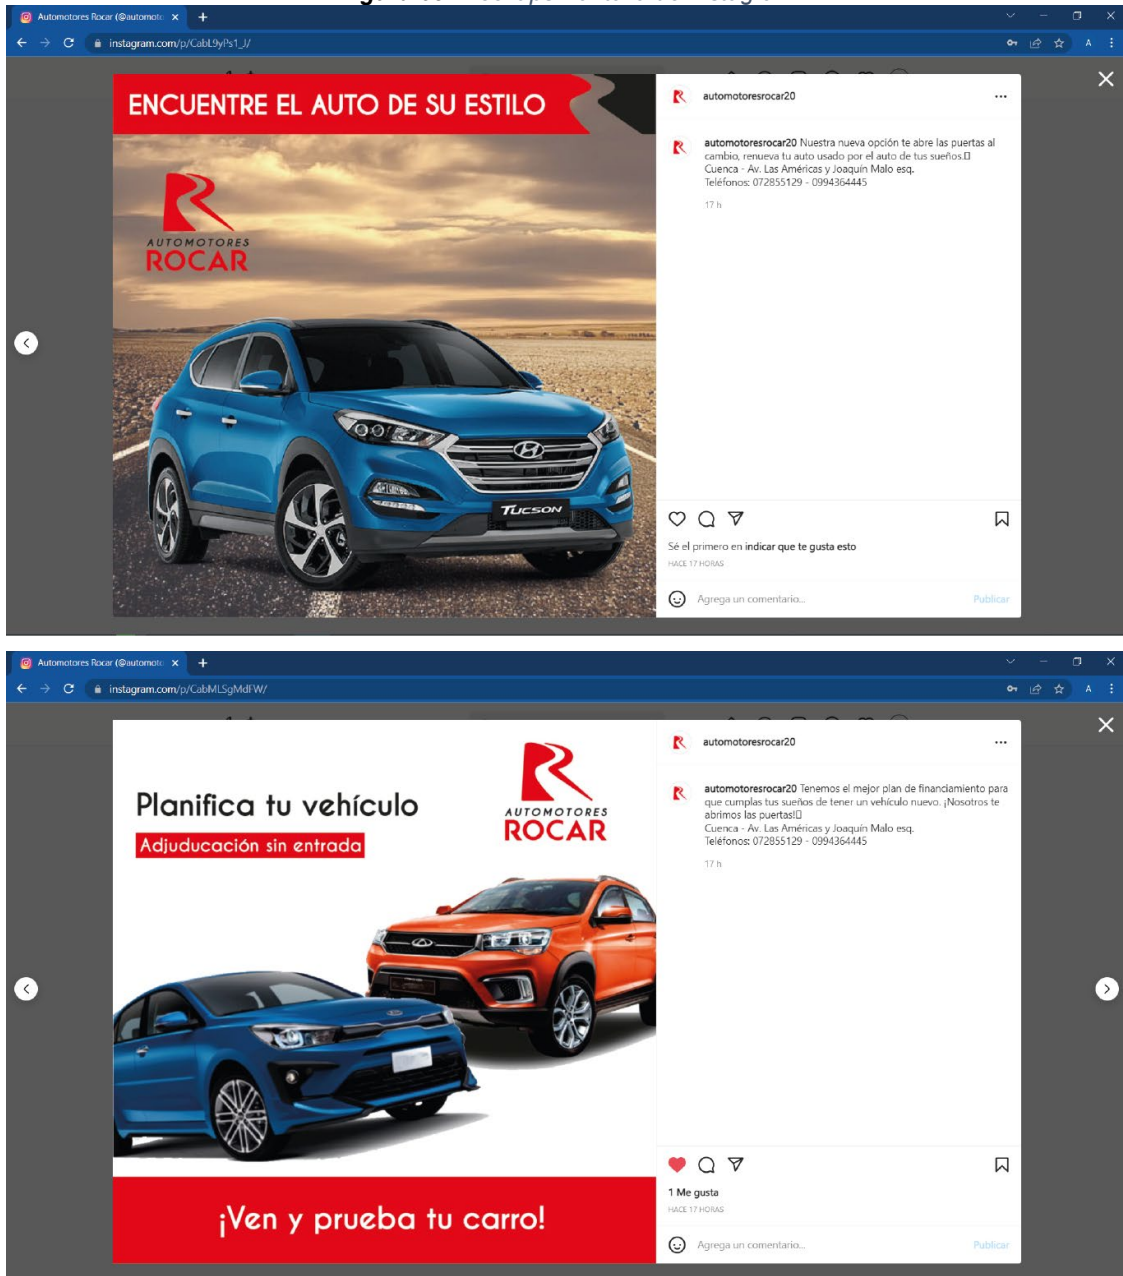 Automotores Rocar (@automoto
instagram.com/p/CabL9yPs1_J/
A
ENCUENTRE EL AUTO DE SU ESTILO
AUTOMOTORES
ROCAR
TUCSON
automotoresrocar20
automotoresrocar20 Nuestra nueva opción te abre las puertas al
cambio, renueva tu auto usado por el auto de tus sueños.
Cuenca - Av. Las Américas y Joaquín Malo esq.
Teléfonos: 072855129 - 0994364445
17 h
Sé el primero en indicar que te gusta esto
HACE 17 HORAS
Agrega un comentario...
Publicar
Automotores Rocar (@automoto
instagram.com/p/CabMLSgMdFW/
A
Planifica tu vehículo
Adjuducación sin entrada
AUTOMOTORES
ROCAR
¡Ven y prueba tu carro!
automotoresrocar20
automotoresrocar20 Tenemos el mejor plan de financiamiento para
que cumplas tus sueños de tener un vehículo nuevo. ¡Nosotros te
abrimos las puertas!
Cuenca - Av. Las Américas y Joaquín Malo esq.
Teléfonos: 072855129 - 0994364445
17 h
1 Me gusta
HACE 17 HORAS
Agrega un comentario...
Publicar